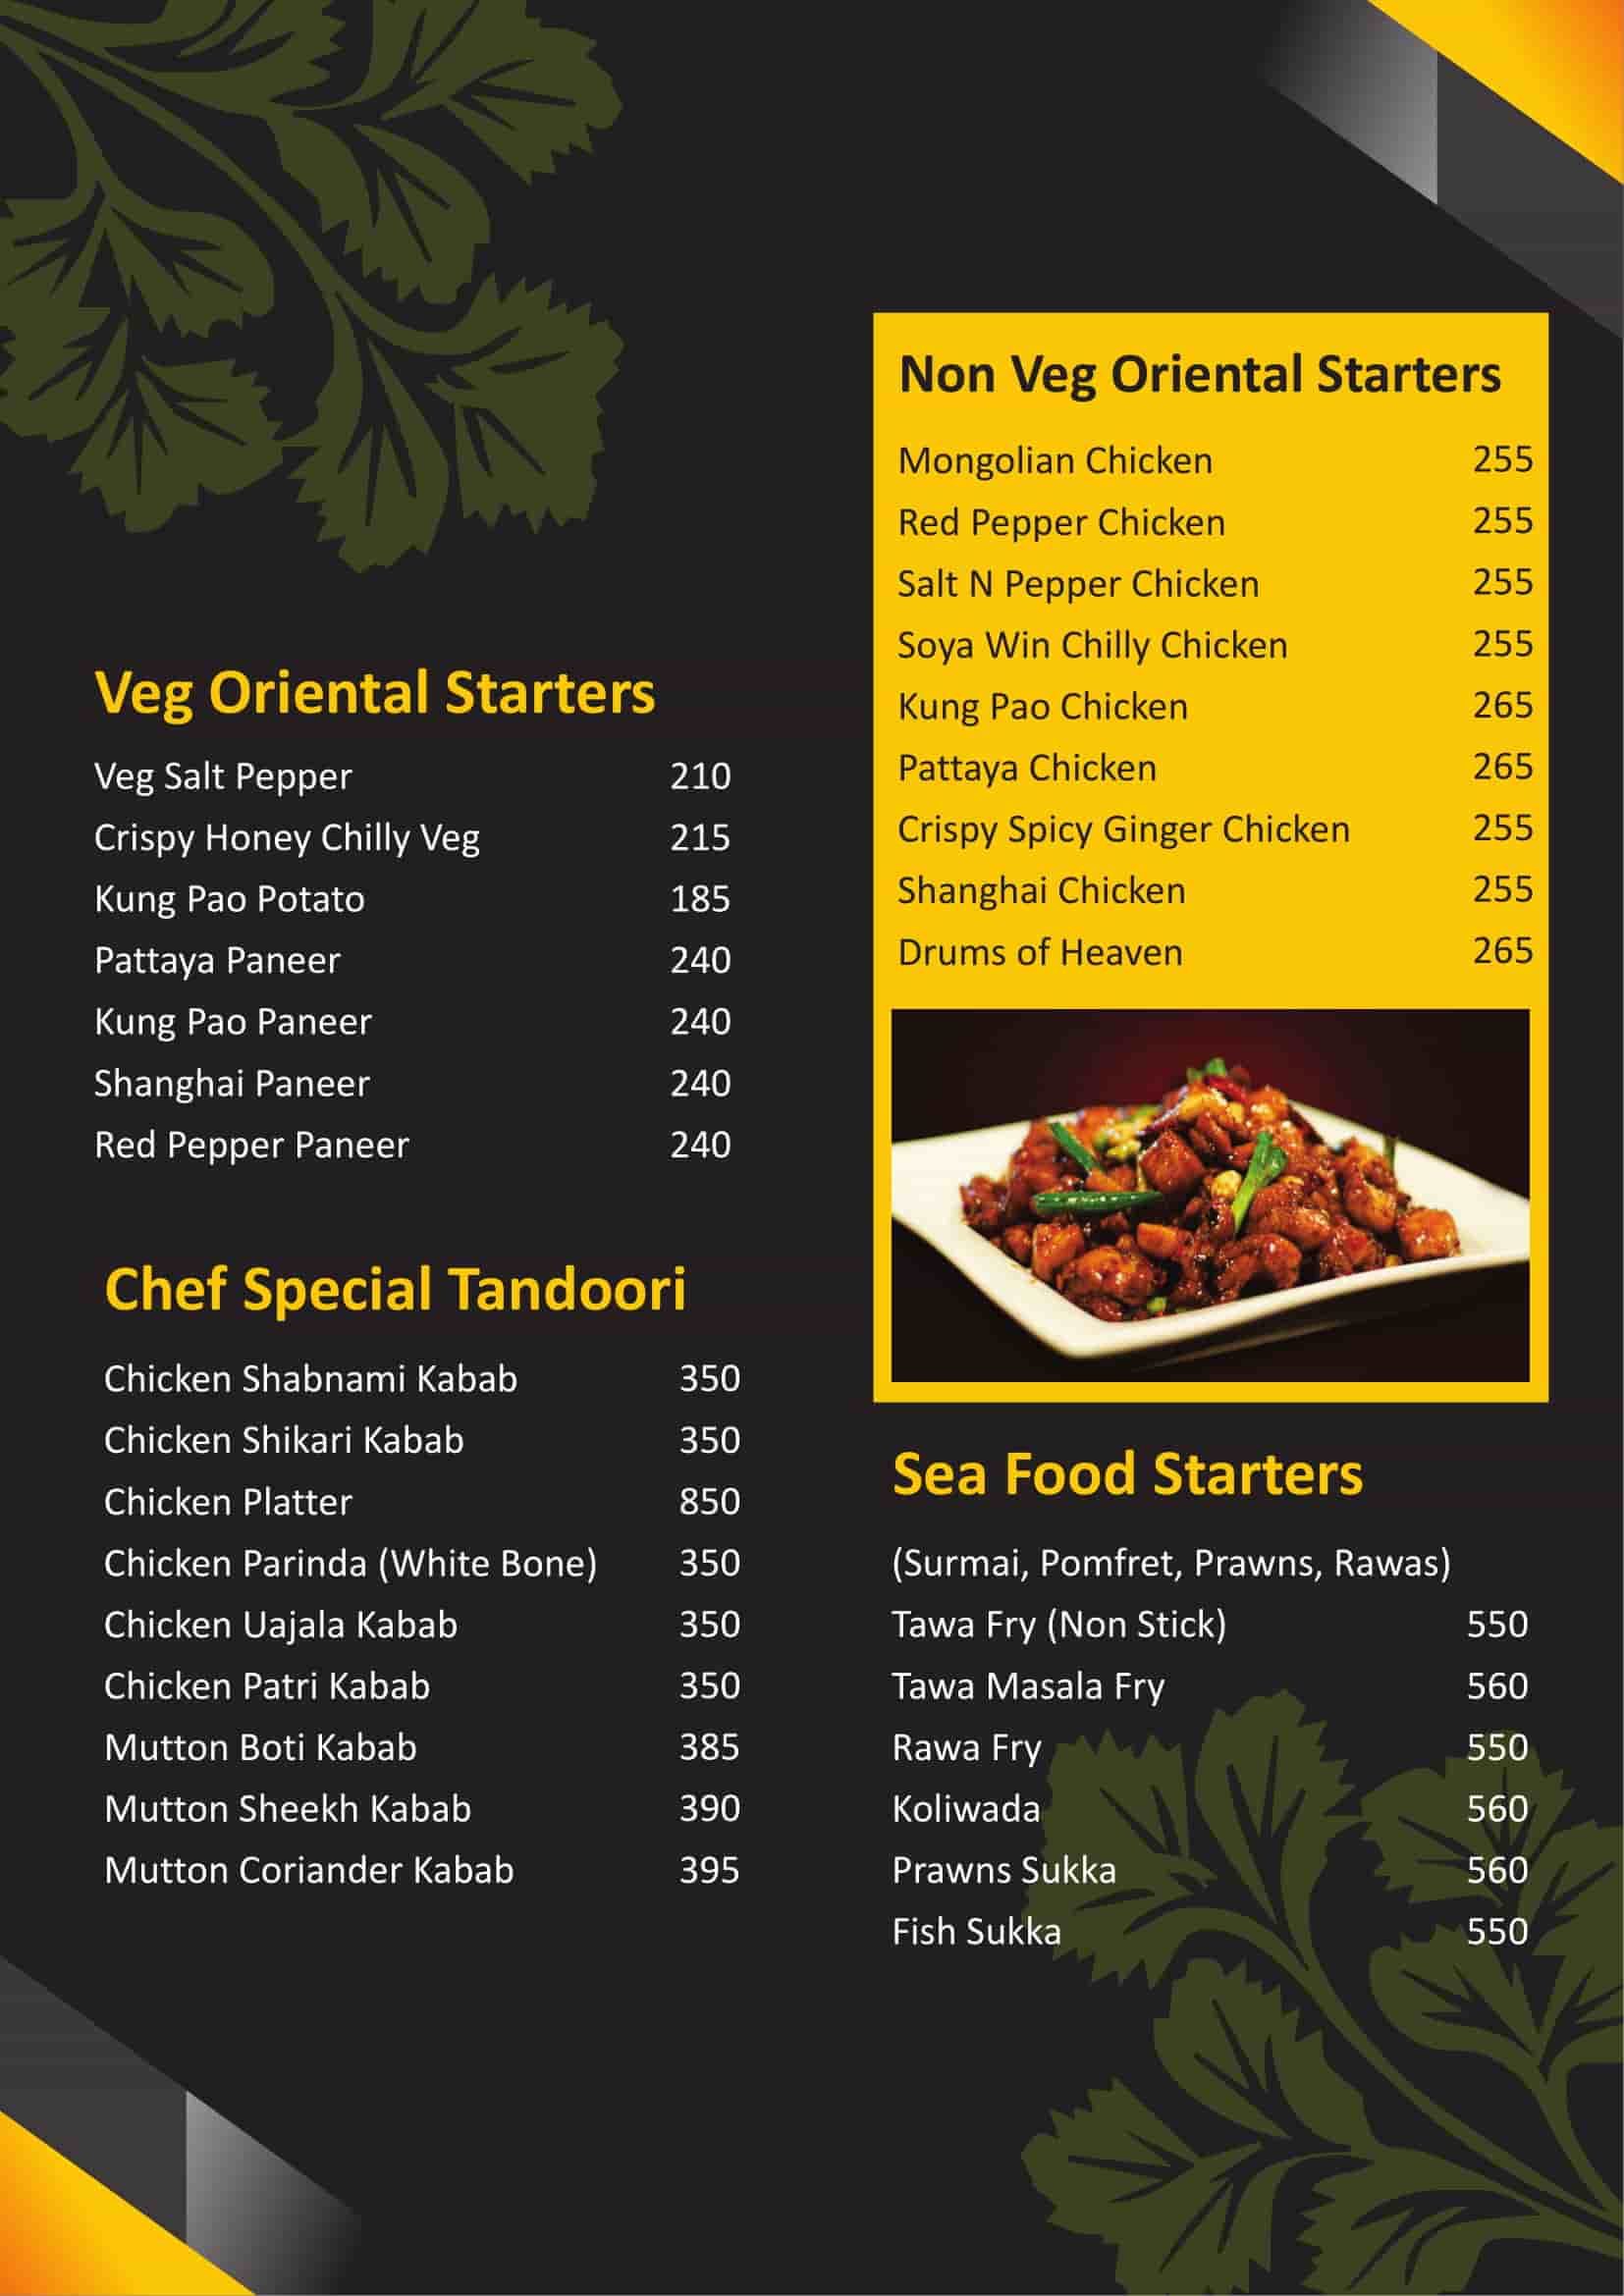 Veg Oriental Starters
Veg Salt Pepper 210
Crispy Honey Chilly Veg 215
Kung Pao Potato 185
Pattaya Paneer 240
Kung Pao Paneer 240
Shanghai Paneer 240
Red Pepper Paneer 240
Chef Special Tandoori
Chicken Shabnami Kabab 350
Chicken Shikari Kabab 350
Chicken Platter 850
Chicken Parinda (White Bone) 350
Chicken Uajala Kabab 350
Chicken Patri Kabab 350
Mutton Boti Kabab 385
Mutton Sheekh Kabab 390
Mutton Coriander Kabab 395
Non Veg Oriental Starters
Mongolian Chicken 255
Red Pepper Chicken 255
Salt N Pepper Chicken 255
Soya Win Chilly Chicken 255
Kung Pao Chicken 265
Pattaya Chicken 265
Crispy Spicy Ginger Chicken 255
Shanghai Chicken 255
Drums of Heaven 265
Sea Food Starters
(Surmai, Pomfret, Prawns, Rawas)
Tawa Fry (Non Stick) 550
Tawa Masala Fry 560
Rawa Fry 550
Koliwada 560
Prawns Sukka 560
Fish Sukka 550